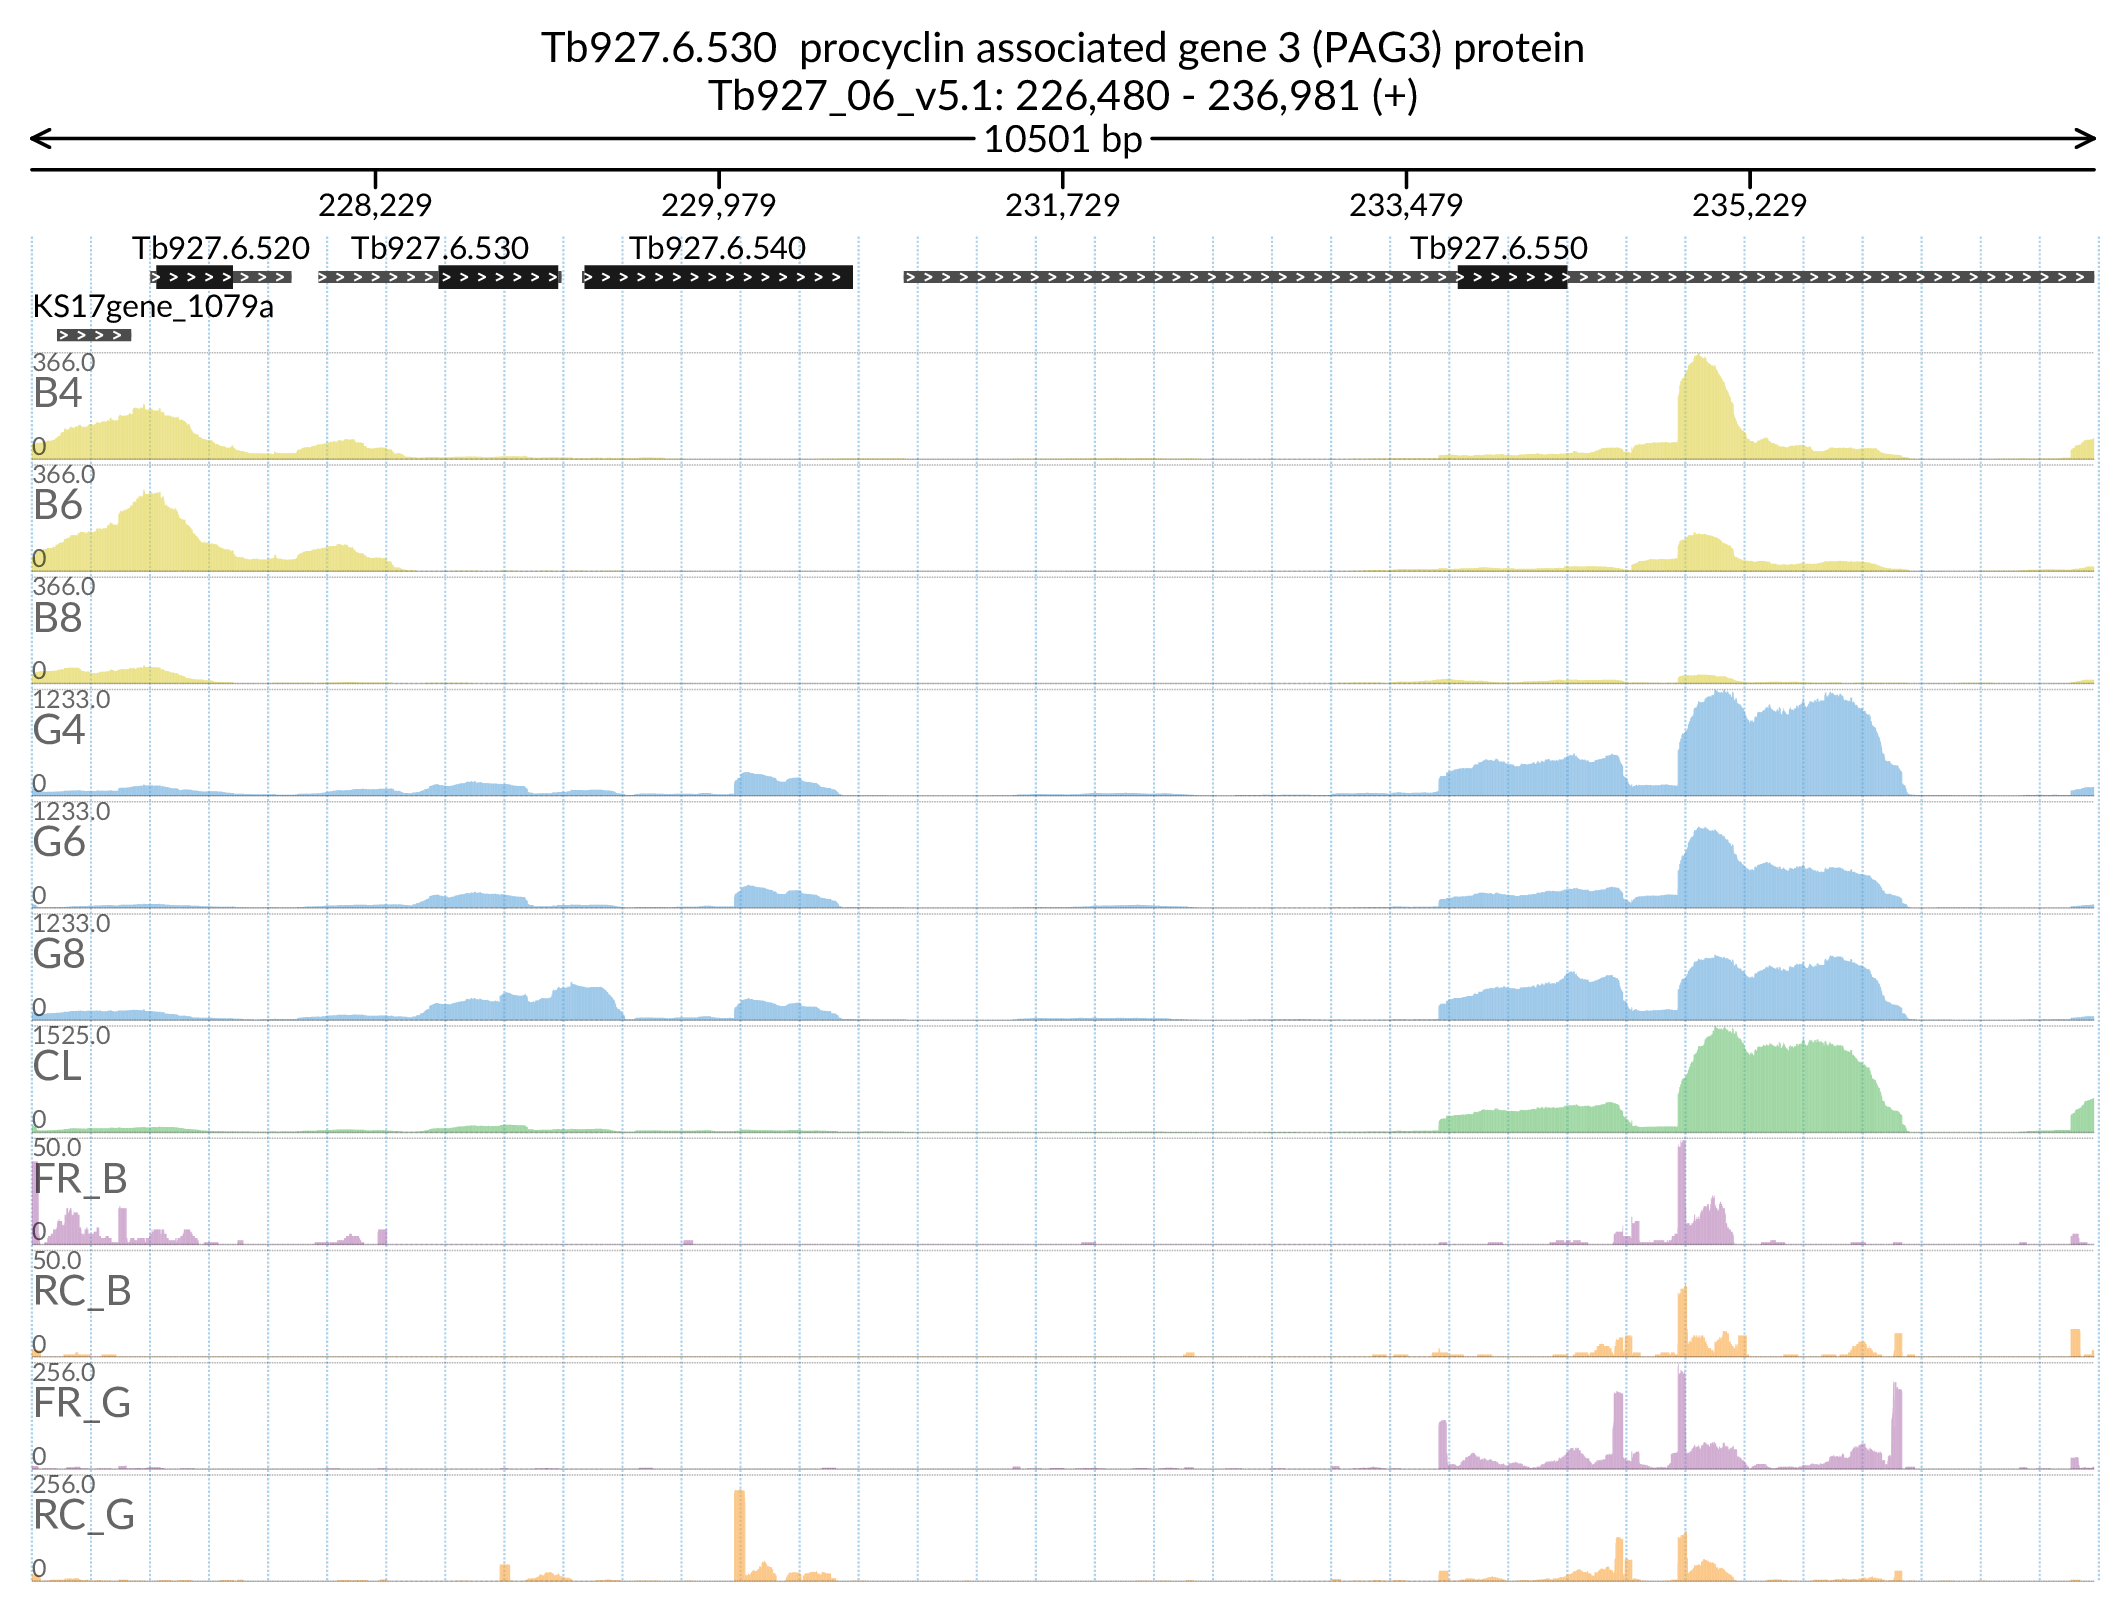 Tb927.6.530 procyclin associated gene 3 (PAG3) protein
Tb927_06_v5.1: 226,480 - 236,981 (+)
10501 bp
228,229 229,979 231,729 233,479 235,229
Tb927.6.520 Tb927.6.530 Tb927.6.540 Tb927.6.550
KS17gene_1079a
366.0
B4
0
366.0
B6
0
366.0
B8
0
1233.0
G4
0
1233.0
G6
0
1233.0
G8
0
1525.0
CL
0
50.0
FR_B
0
50.0
RC_B
0
256.0
FR_G
0
256.0
RC_G
0